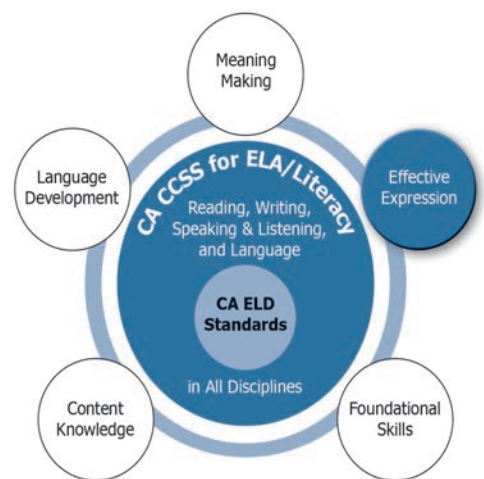 Meaning
Making
Language
Development
Effective
Expression
CA CCSS for ELA/Literacy
Reading, Writing,
Speaking & Listening,
and Language
CA ELD
Standards
in All Disciplines
Content
Knowledge
Foundational
Skills